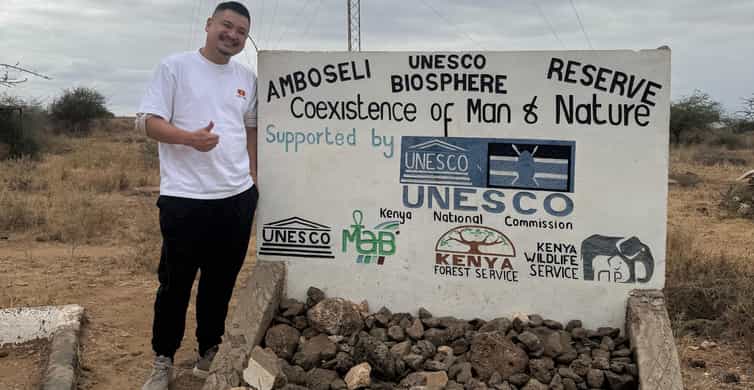 AMBOSELI UNESCO BIOSPHERE RESERVE
Coexistence of Man & Nature
Supported by
UNESCO
UNESCO
Kenya National Commission
UNESCO
MaB
KENYA
FOREST SERVICE
KENYA
WILDLIFE
SERVICE